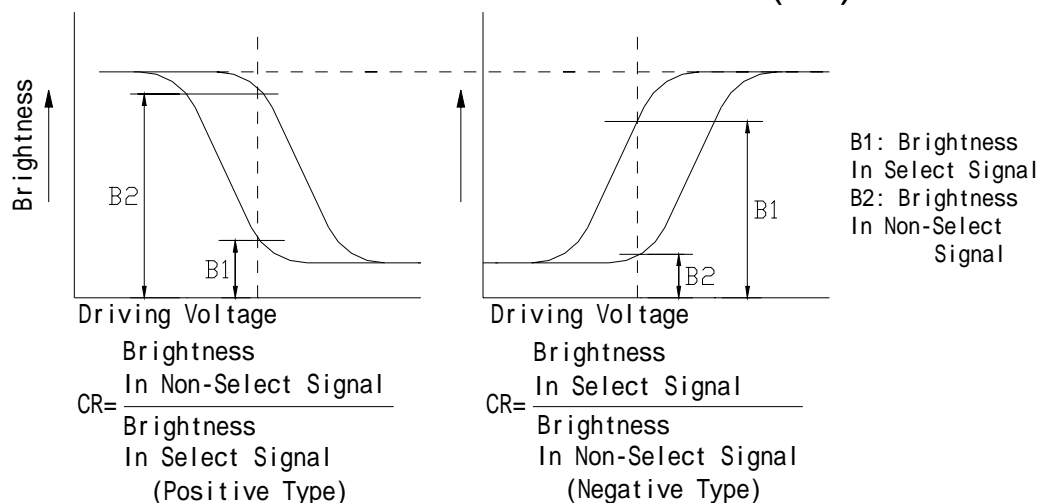 Brightness
B2
B1
B1
B2
B1: Brightness
In Select Signal
B2: Brightness
In Non-Select
Signal
Driving Voltage
Brightness
In Non-Select Signal
CR=
Brightness
In Select Signal
(Positive Type)
Driving Voltage
Brightness
In Select Signal
CR=
Brightness
In Non-Select Signal
(Negative Type)